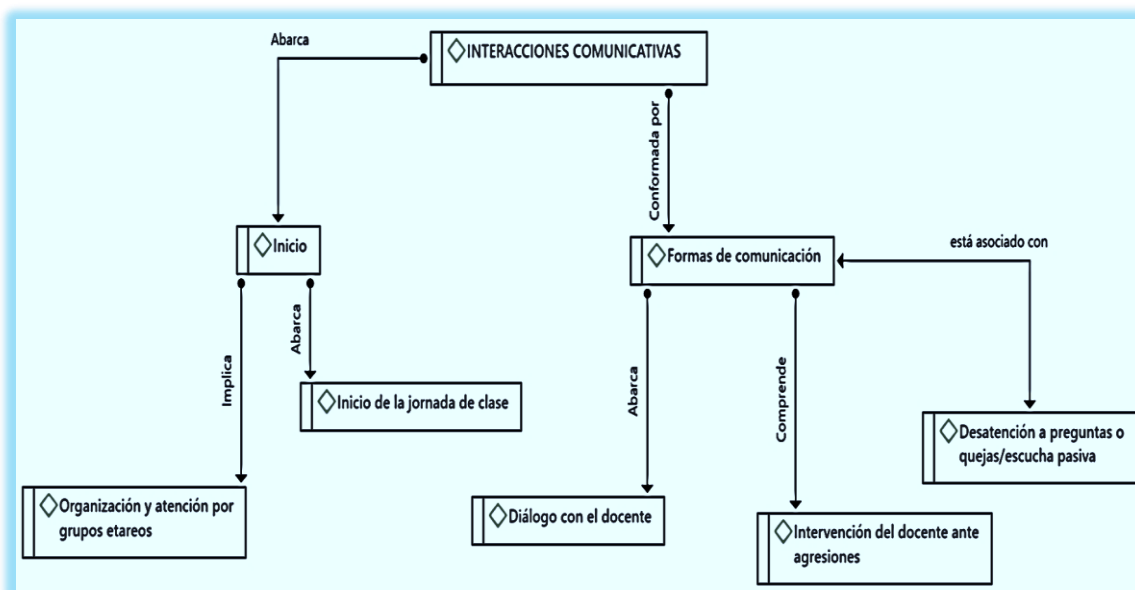 Abarca
INTERACCIONES COMUNICATIVAS
Conformada por
Inicio
Formas de comunicación
está asociado con
Implica
Abarca
Inicio de la jornada de clase
Abarca
Comprende
Desatención a preguntas o
quejas/escucha pasiva
Organización y atención por
grupos etareos
Diálogo con el docente
Intervención del docente ante
agresiones